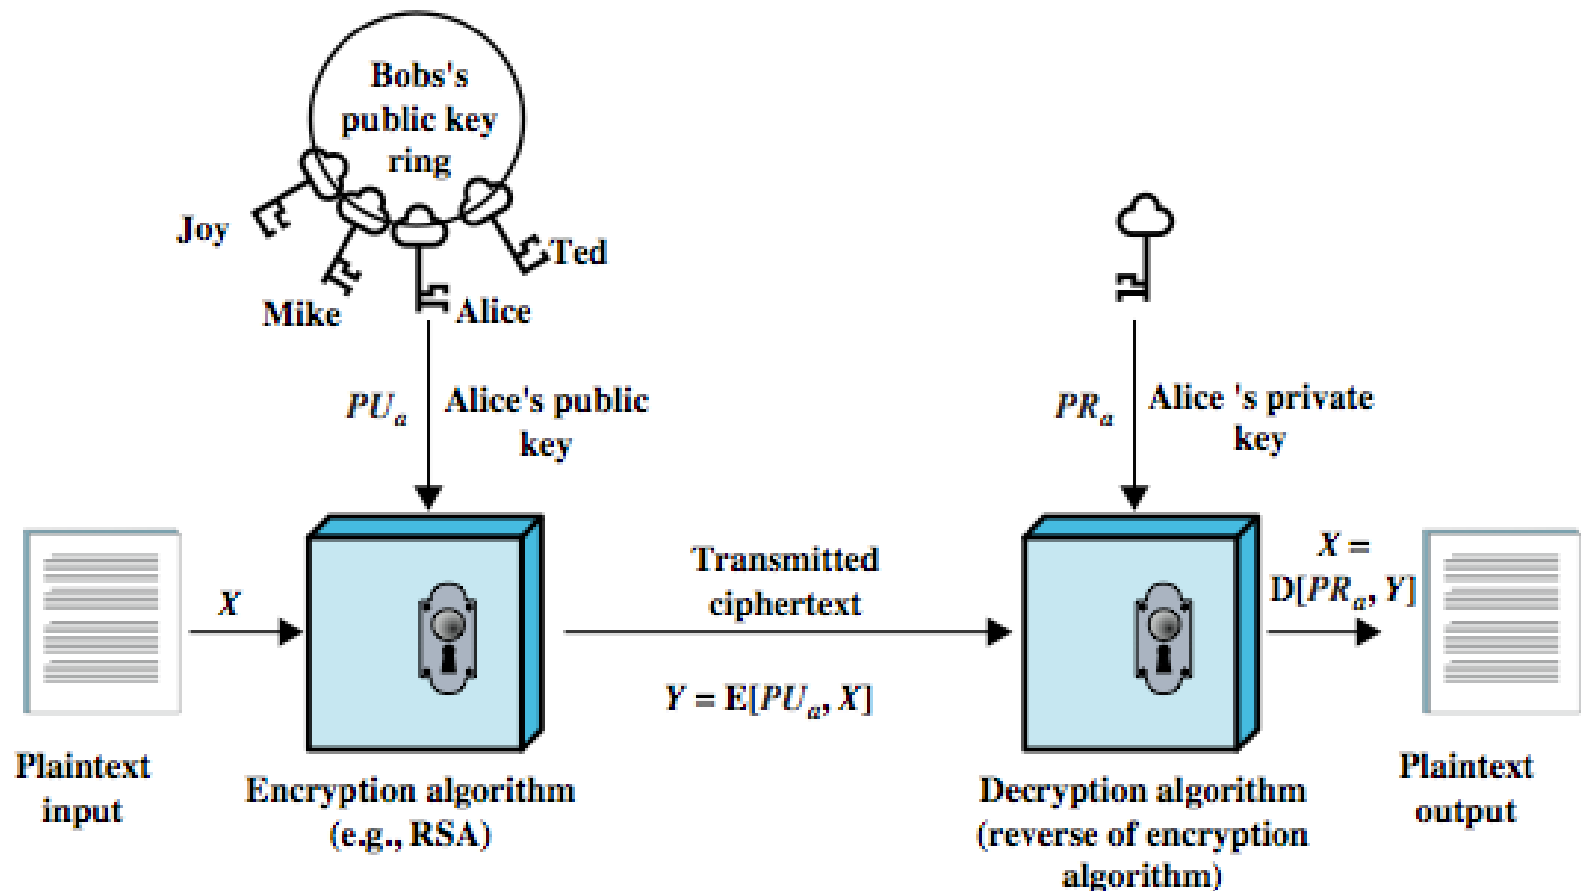 Bobs's
public key
ring
Joy
Ted
Mike
Alice
PUa
Alice's public
key
PRa
Alice 's private
key
X
Transmitted
ciphertext
Y = E[PUa, X]
X =
D[PRa, Y]
Plaintext
input
Encryption algorithm
(e.g., RSA)
Decryption algorithm
(reverse of encryption
algorithm)
Plaintext
output